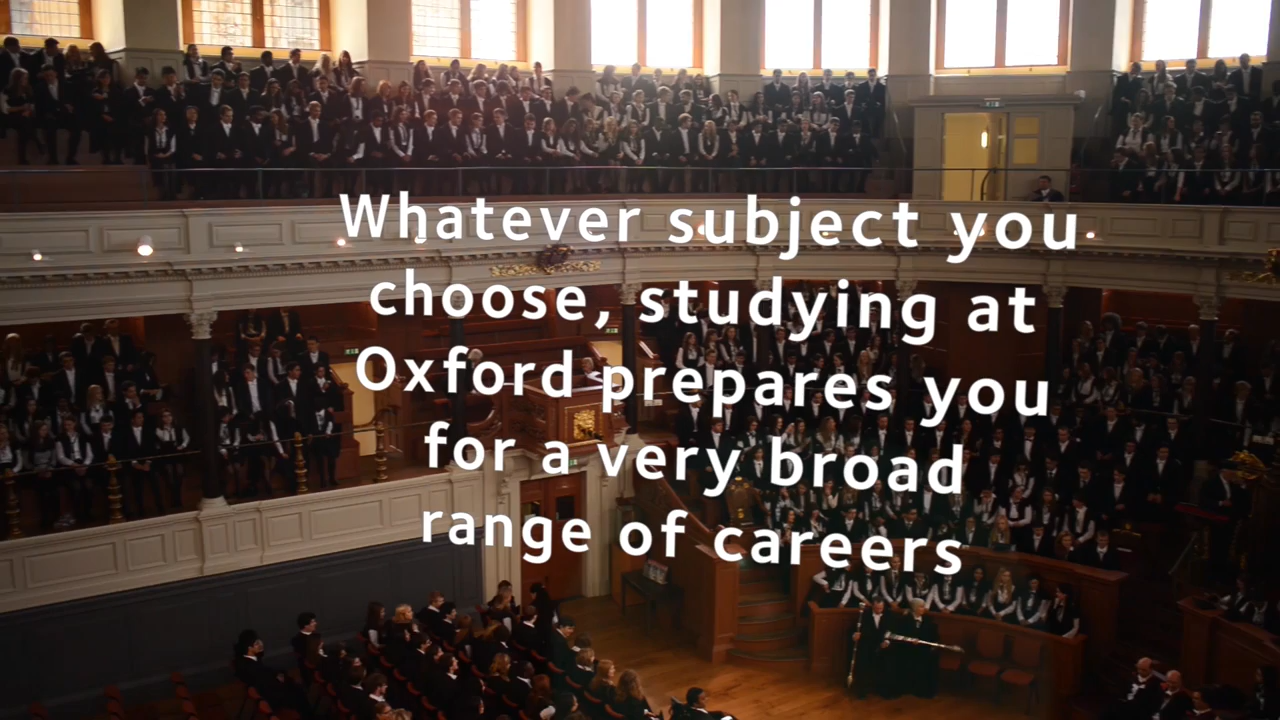 Whatever subject you
choose, studying at
Oxford prepares you
for a very broad
range of careers